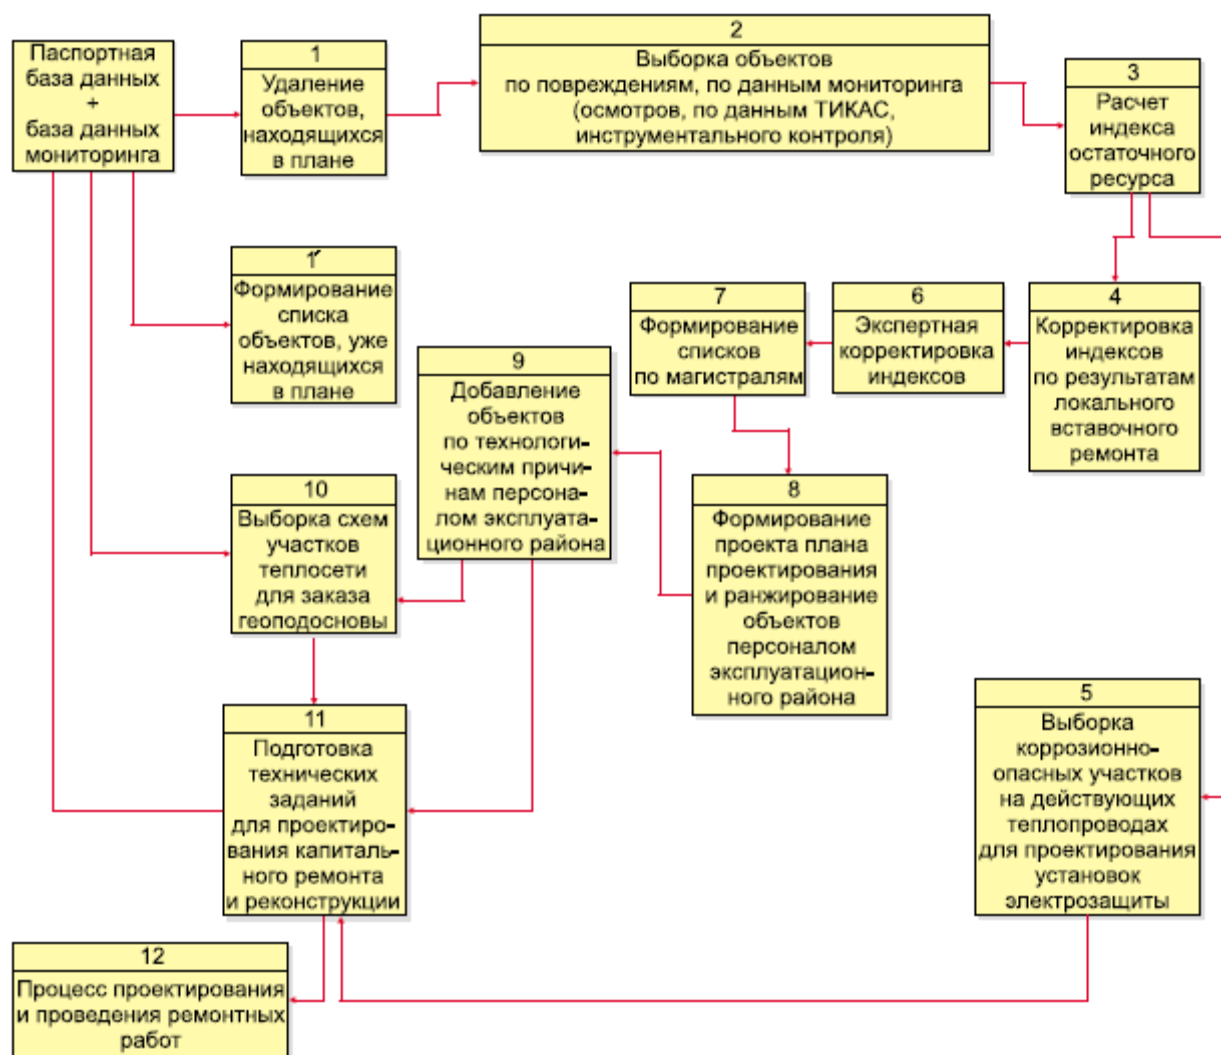 Паспортная
база данных
+
база данных
мониторинга
1
Удаление
объектов,
находящихся
в плане
2
Выборка объектов
по повреждениям, по данным мониторинга
(осмотров, по данным ТИКАС,
инструментального контроля)
3
Расчет
индекса
остаточного
ресурса
1′
Формирование
списка
объектов, уже
находящихся
в плане
9
Добавление
объектов
по технологи-
ческим причи-
нам персона-
лом эксплуата-
ционного района
7
Формирование
списков
по магистралям
6
Экспертная
корректировка
индексов
4
Корректировка
индексов
по результатам
локального
вставочного
ремонта
10
Выборка схем
участков
теплосети
для заказа
геоподосновы
8
Формирование
проекта плана
проектирования
и ранжирование
объектов
персоналом
эксплуатацион-
ного района
11
Подготовка
технических
заданий
для проектиро-
вания капиталь-
ного ремонта
и реконструкции
5
Выборка
коррозионно-
опасных участков
на действующих
теплопроводах
для проектирования
установок
электрозащиты
12
Процесс проектирования
и проведения ремонтных
работ